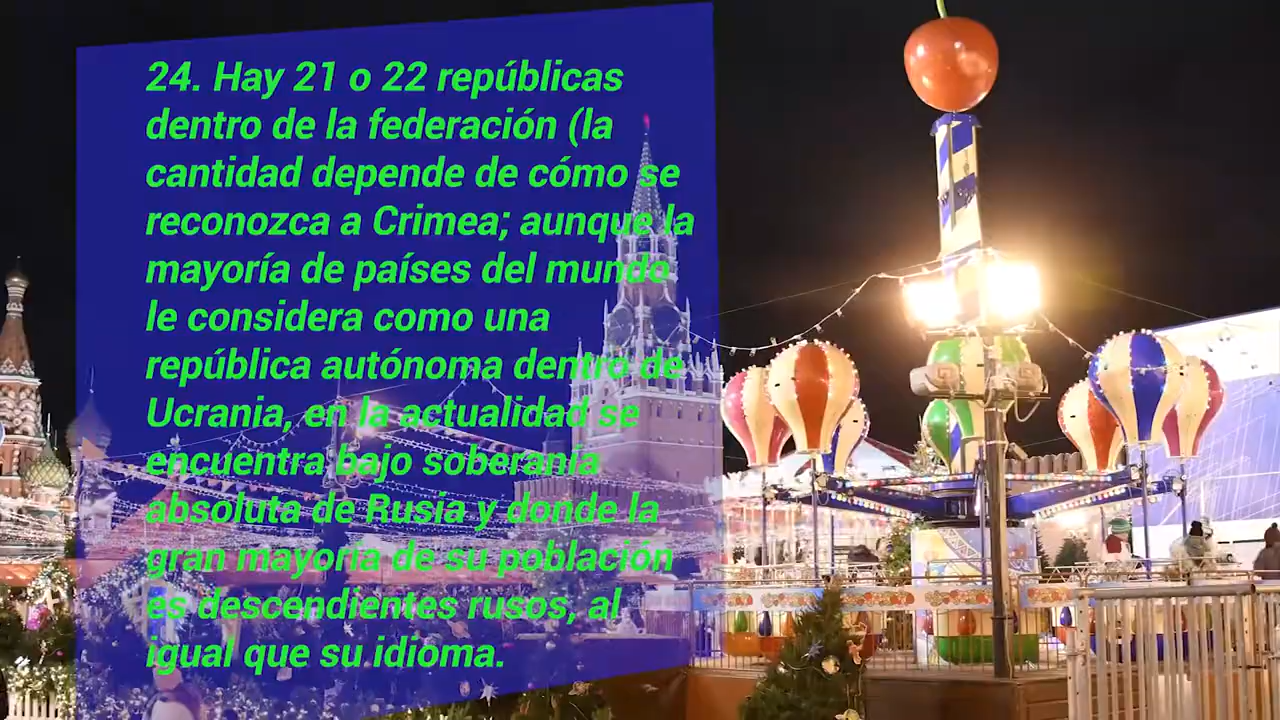 24. Hay 21 o 22 repúblicas
dentro de la federación (la
cantidad depende de cómo se
reconozca a Crimea; aunque la
mayoría de países del mundo
le considera como una
república autónoma dentro de
Ucrania, en la actualidad se
encuentra bajo soberanía
absoluta de Rusia y donde la
gran mayoría de su población
es descendientes rusos, al
igual que su idioma.